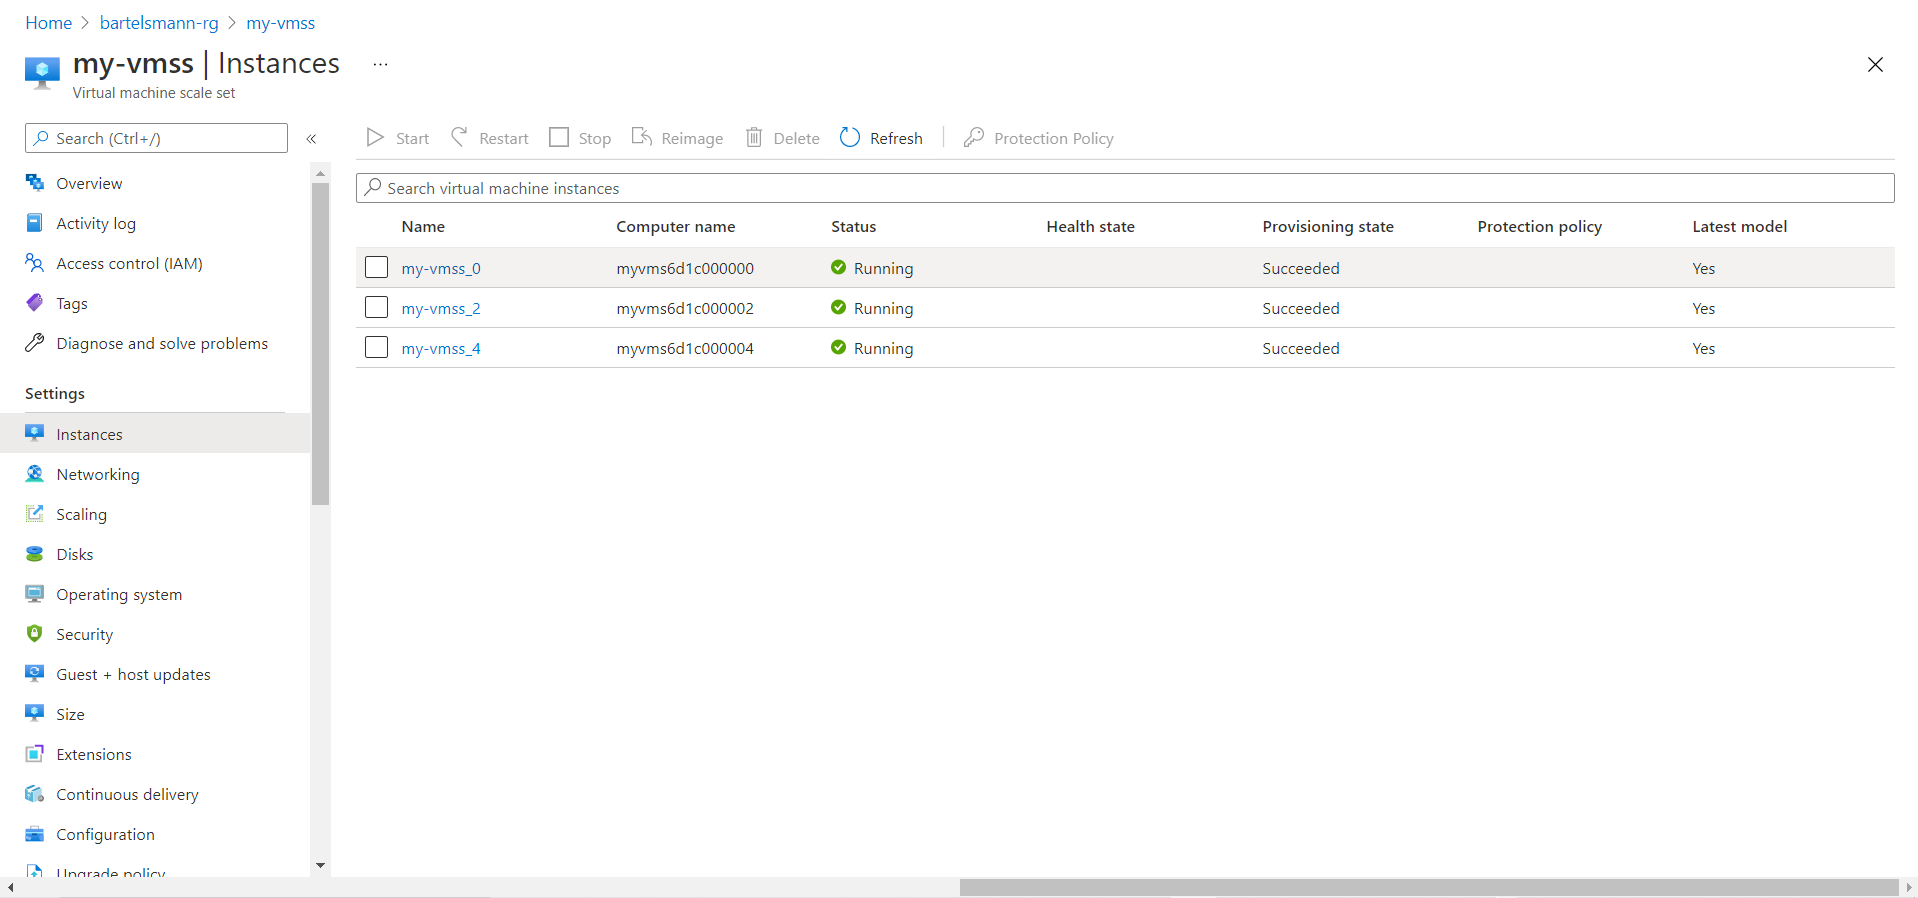 Home > bartelsmann-rg > my-vmss
my-vmss | Instances ...
Virtual machine scale set
Search (Ctrl+/) «
Start Restart Stop Reimage Delete Refresh Protection Policy
Search virtual machine instances
Overview
Activity log
Access control (IAM)
Tags
Diagnose and solve problems
Settings
Instances
Networking
Scaling
Disks
Operating system
Security
Guest + host updates
Size
Extensions
Continuous delivery
Configuration
Upgrade policy
Name Computer name Status Health state Provisioning state Protection policy Latest model
my-vmss_0 myvms6d1c000000 Running Succeeded Yes
my-vmss_2 myvms6d1c000002 Running Succeeded Yes
my-vmss_4 myvms6d1c000004 Running Succeeded Yes